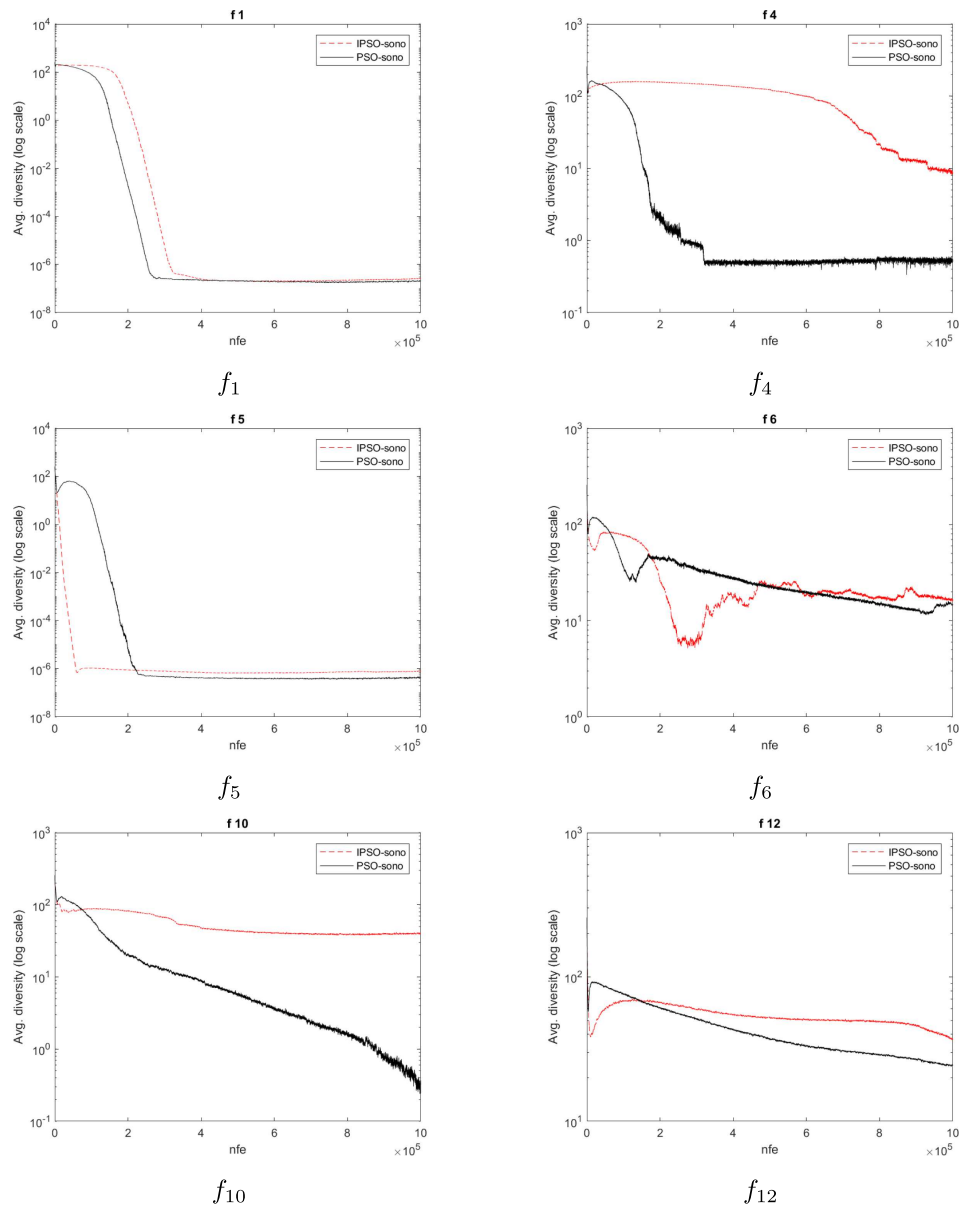 f 1
IPSO-sono
PSO-sono
Avg. diversity (log scale)
10^4
10^2
10^0
10^-2
10^-4
10^-6
10^-8
0 2 4 6 8 10
nfe
×10^5
f_1
f 4
IPSO-sono
PSO-sono
Avg. diversity (log scale)
10^3
10^2
10^1
10^0
10^-1
0 2 4 6 8 10
nfe
×10^5
f_4
f 5
IPSO-sono
PSO-sono
Avg. diversity (log scale)
10^4
10^2
10^0
10^-2
10^-4
10^-6
10^-8
0 2 4 6 8 10
nfe
×10^5
f_5
f 6
IPSO-sono
PSO-sono
Avg. diversity (log scale)
10^3
10^2
10^1
10^0
0 2 4 6 8 10
nfe
×10^5
f_6
f 10
IPSO-sono
PSO-sono
Avg. diversity (log scale)
10^3
10^2
10^1
10^0
10^-1
0 2 4 6 8 10
nfe
×10^5
f_10
f 12
IPSO-sono
PSO-sono
Avg. diversity (log scale)
10^3
10^2
10^1
0 2 4 6 8 10
nfe
×10^5
f_12